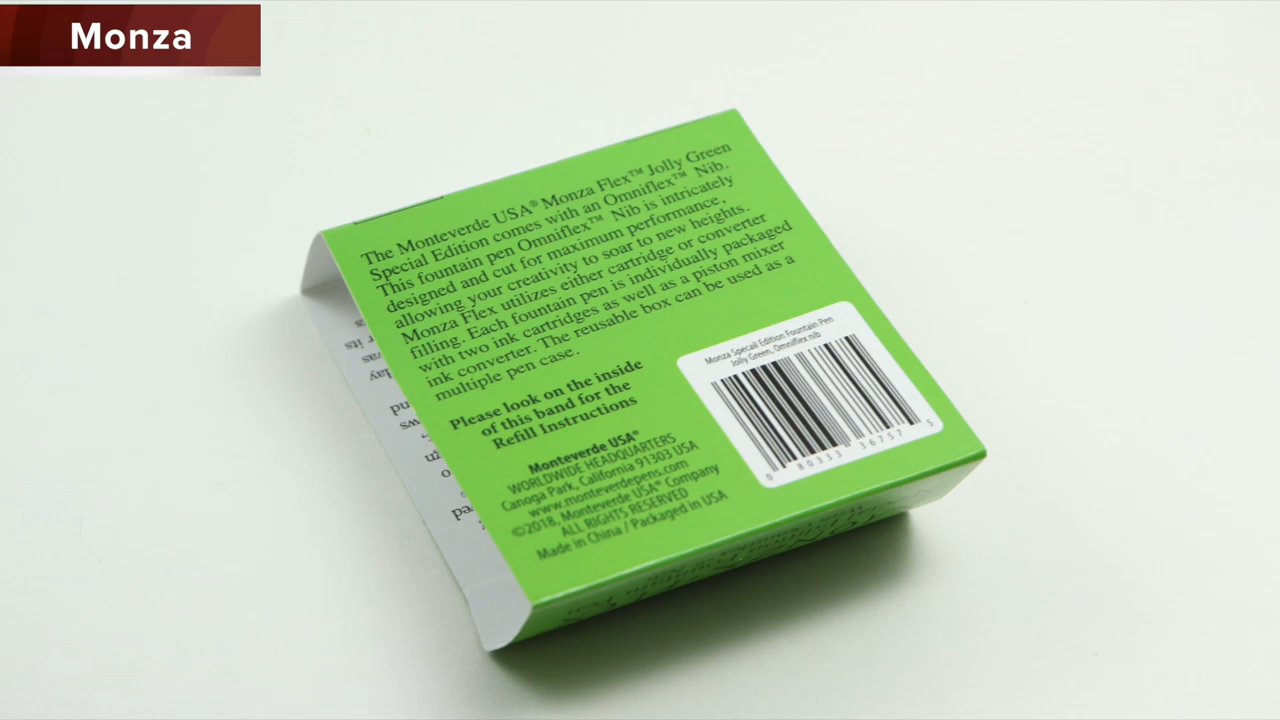 Monza
The Monteverde USA® Monza Flex™ Jolly Green
Special Edition comes with an Omniflex™ Nib.
This fountain pen Omniflex™ Nib is intricately
designed and cut for maximum performance,
allowing your creativity to soar to new heights.
Monza Flex utilizes either cartridge or converter
filling. Each fountain pen is individually packaged
with two ink cartridges as well as a piston mixer
ink converter. The reusable box can be used as a
multiple pen case.
Please look on the inside
of this band for the
Refill Instructions
Monteverde USA®
WORLDWIDE HEADQUARTERS
Canoga Park, California 91303 USA
www.monteverdepens.com
©2018, Monteverde USA® Company
ALL RIGHTS RESERVED
Made in China / Packaged in USA
Monza Specail Edition Fountain Pen
Jolly Green, Omniflex nib
0 80333 36757 5